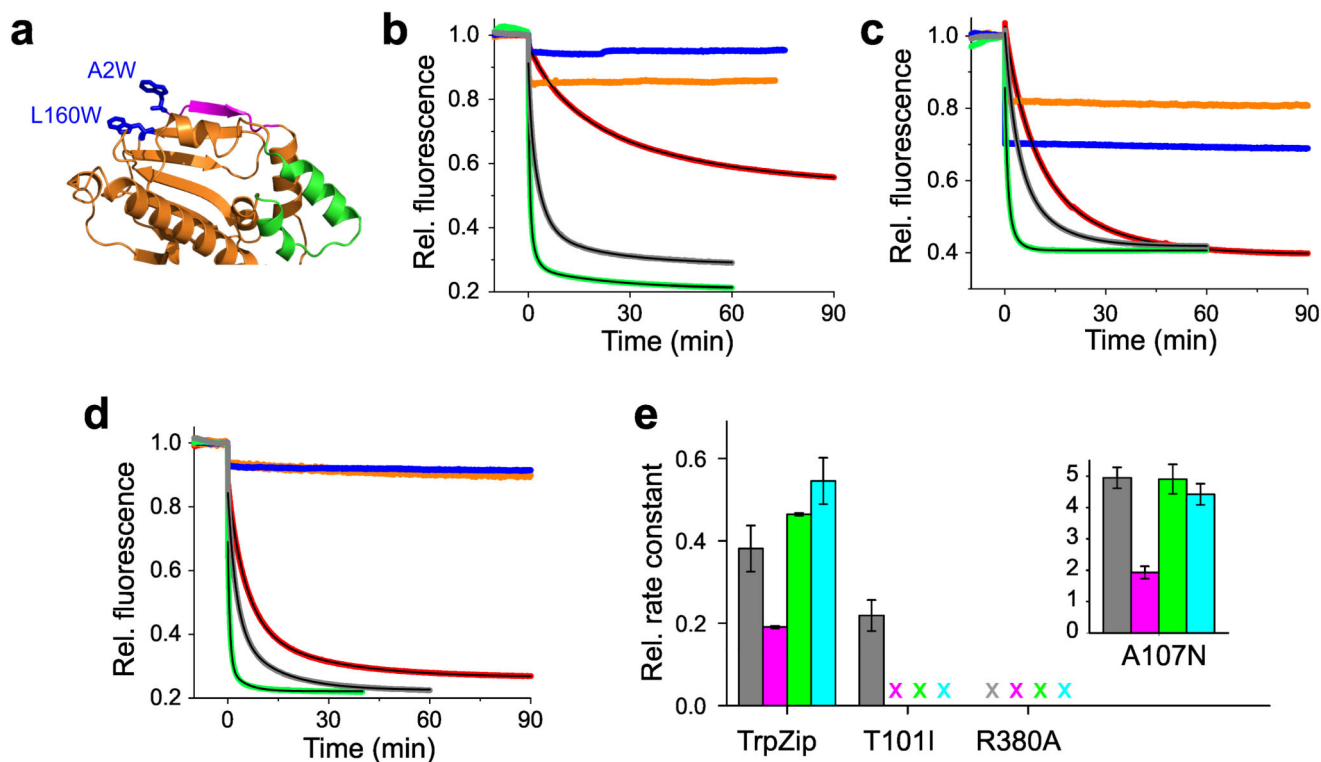 a
A2W
L160W
b
Rel. fluorescence
1.0
0.8
0.6
0.4
0.2
0 30 60 90
Time (min)
c
Rel. fluorescence
1.0
0.8
0.6
0.4
0 30 60 90
Time (min)
d
Rel. fluorescence
1.0
0.8
0.6
0.4
0.2
0 30 60 90
Time (min)
e
Rel. rate constant
0.6
0.4
0.2
0.0
x x x x x x x
TrpZip T101I R380A
5
4
3
2
1
0
A107N